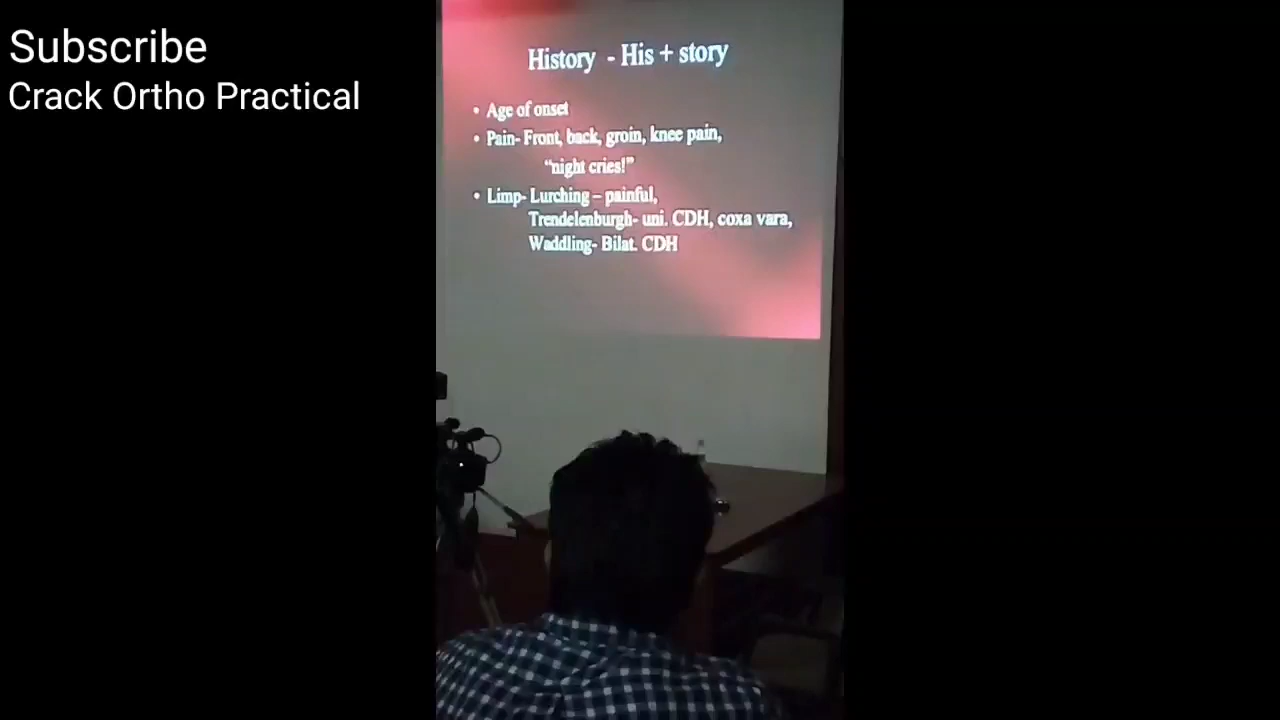 Subscribe
Crack Ortho Practical
History - His + story
• Age of onset
• Pain- Front, back, groin, knee pain,
"night cries!"
• Limp- Lurching – painful,
Trendelenburgh- uni. CDH, coxa vara,
Waddling- Bilat. CDH